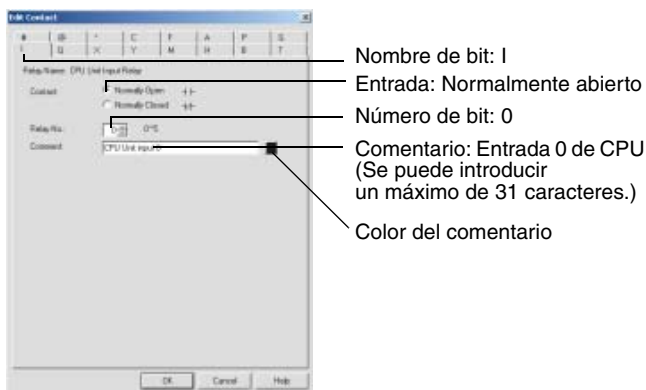 Edit Contact
# @ * C F A P S
I Q X Y M H B T
Relay Name: CPU Unit Input Relay
Contact
Normally Open
Normally Closed
Relay No.
0
Comment
CPU Unit input 0
OK Cancel Help
Nombre de bit: I
Entrada: Normalmente abierto
Número de bit: 0
Comentario: Entrada 0 de CPU
(Se puede introducir
un máximo de 31 caracteres.)
Color del comentario